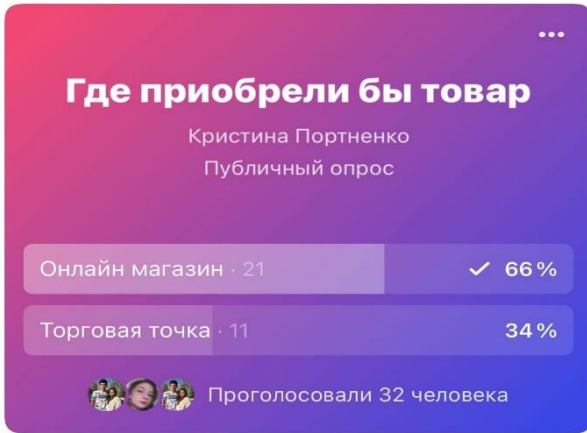 Где приобрели бы товар
Кристина Портненко
Публичный опрос
Онлайн магазин · 21 66%
Торговая точка · 11 34%
Проголосовали 32 человека